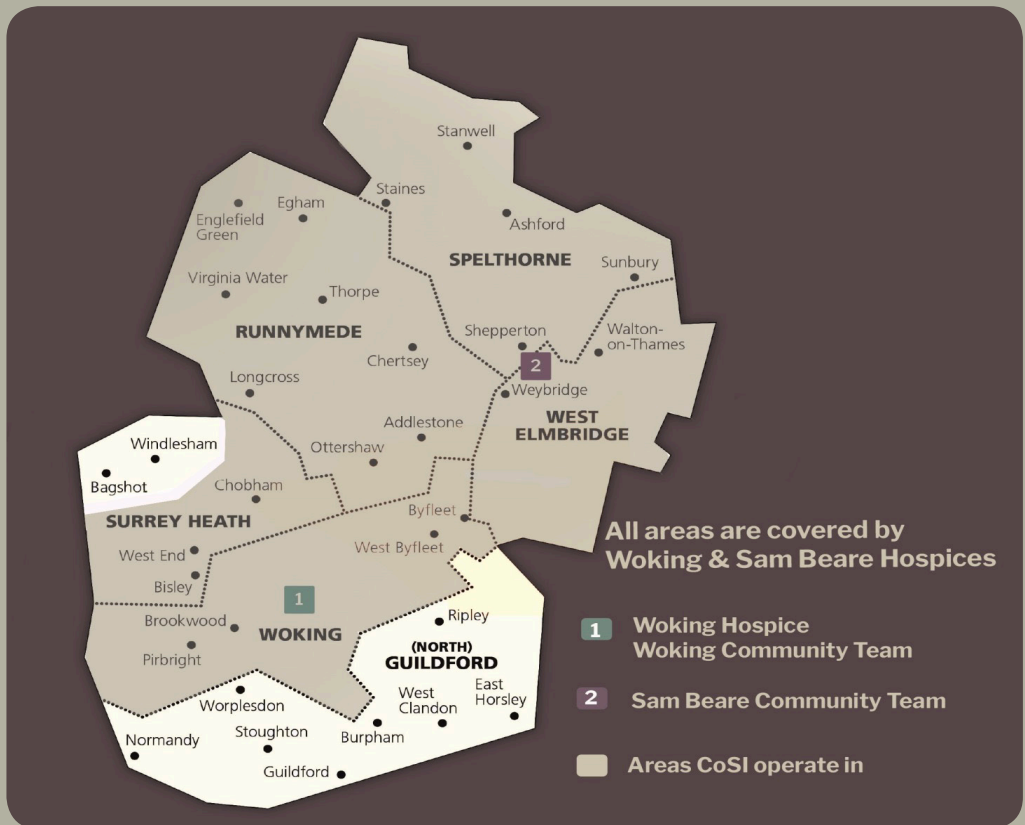 Stanwell
Staines
Egham
Englefield
Green
Ashford
SPELTHORNE
Sunbury
Virginia Water
Thorpe
RUNNYMEDE
Shepperton
Walton-
on-Thames
Chertsey
2
Longcross
Weybridge
WEST
ELMBRIDGE
Addlestone
Windlesham
Ottershaw
Bagshot
Chobham
SURREY HEATH
Byfleet
West Byfleet
West End
Bisley
1
Brookwood
WOKING
Pirbright
Ripley
(NORTH)
GUILDFORD
West
Clandon
East
Horsley
Worplesdon
Stoughton
Burpham
Normandy
Guildford
All areas are covered by
Woking & Sam Beare Hospices
1 Woking Hospice
Woking Community Team
2 Sam Beare Community Team
Areas CoSI operate in